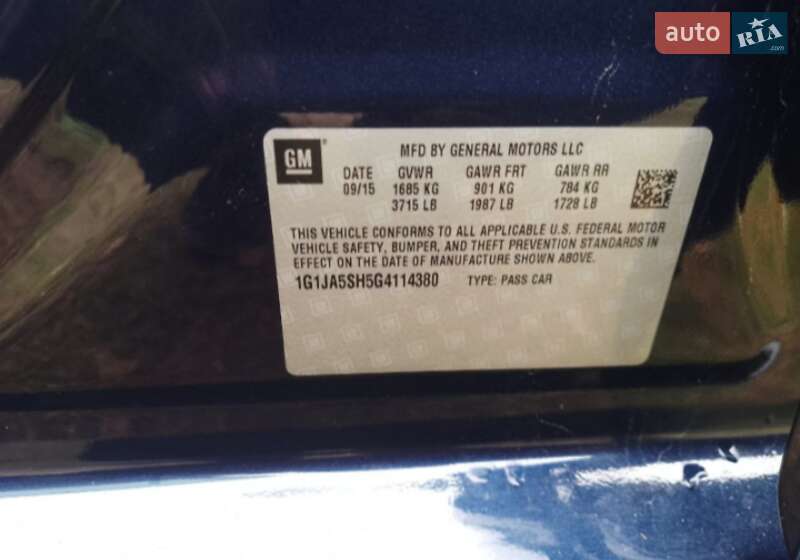 auto RIA .com
GM MFD BY GENERAL MOTORS LLC
DATE GVWR GAWR FRT GAWR RR
09/15 1685 KG 901 KG 784 KG
3715 LB 1987 LB 1728 LB
THIS VEHICLE CONFORMS TO ALL APPLICABLE U.S. FEDERAL MOTOR
VEHICLE SAFETY, BUMPER, AND THEFT PREVENTION STANDARDS IN
EFFECT ON THE DATE OF MANUFACTURE SHOWN ABOVE.
1G1JA5SH5G4114380 TYPE: PASS CAR